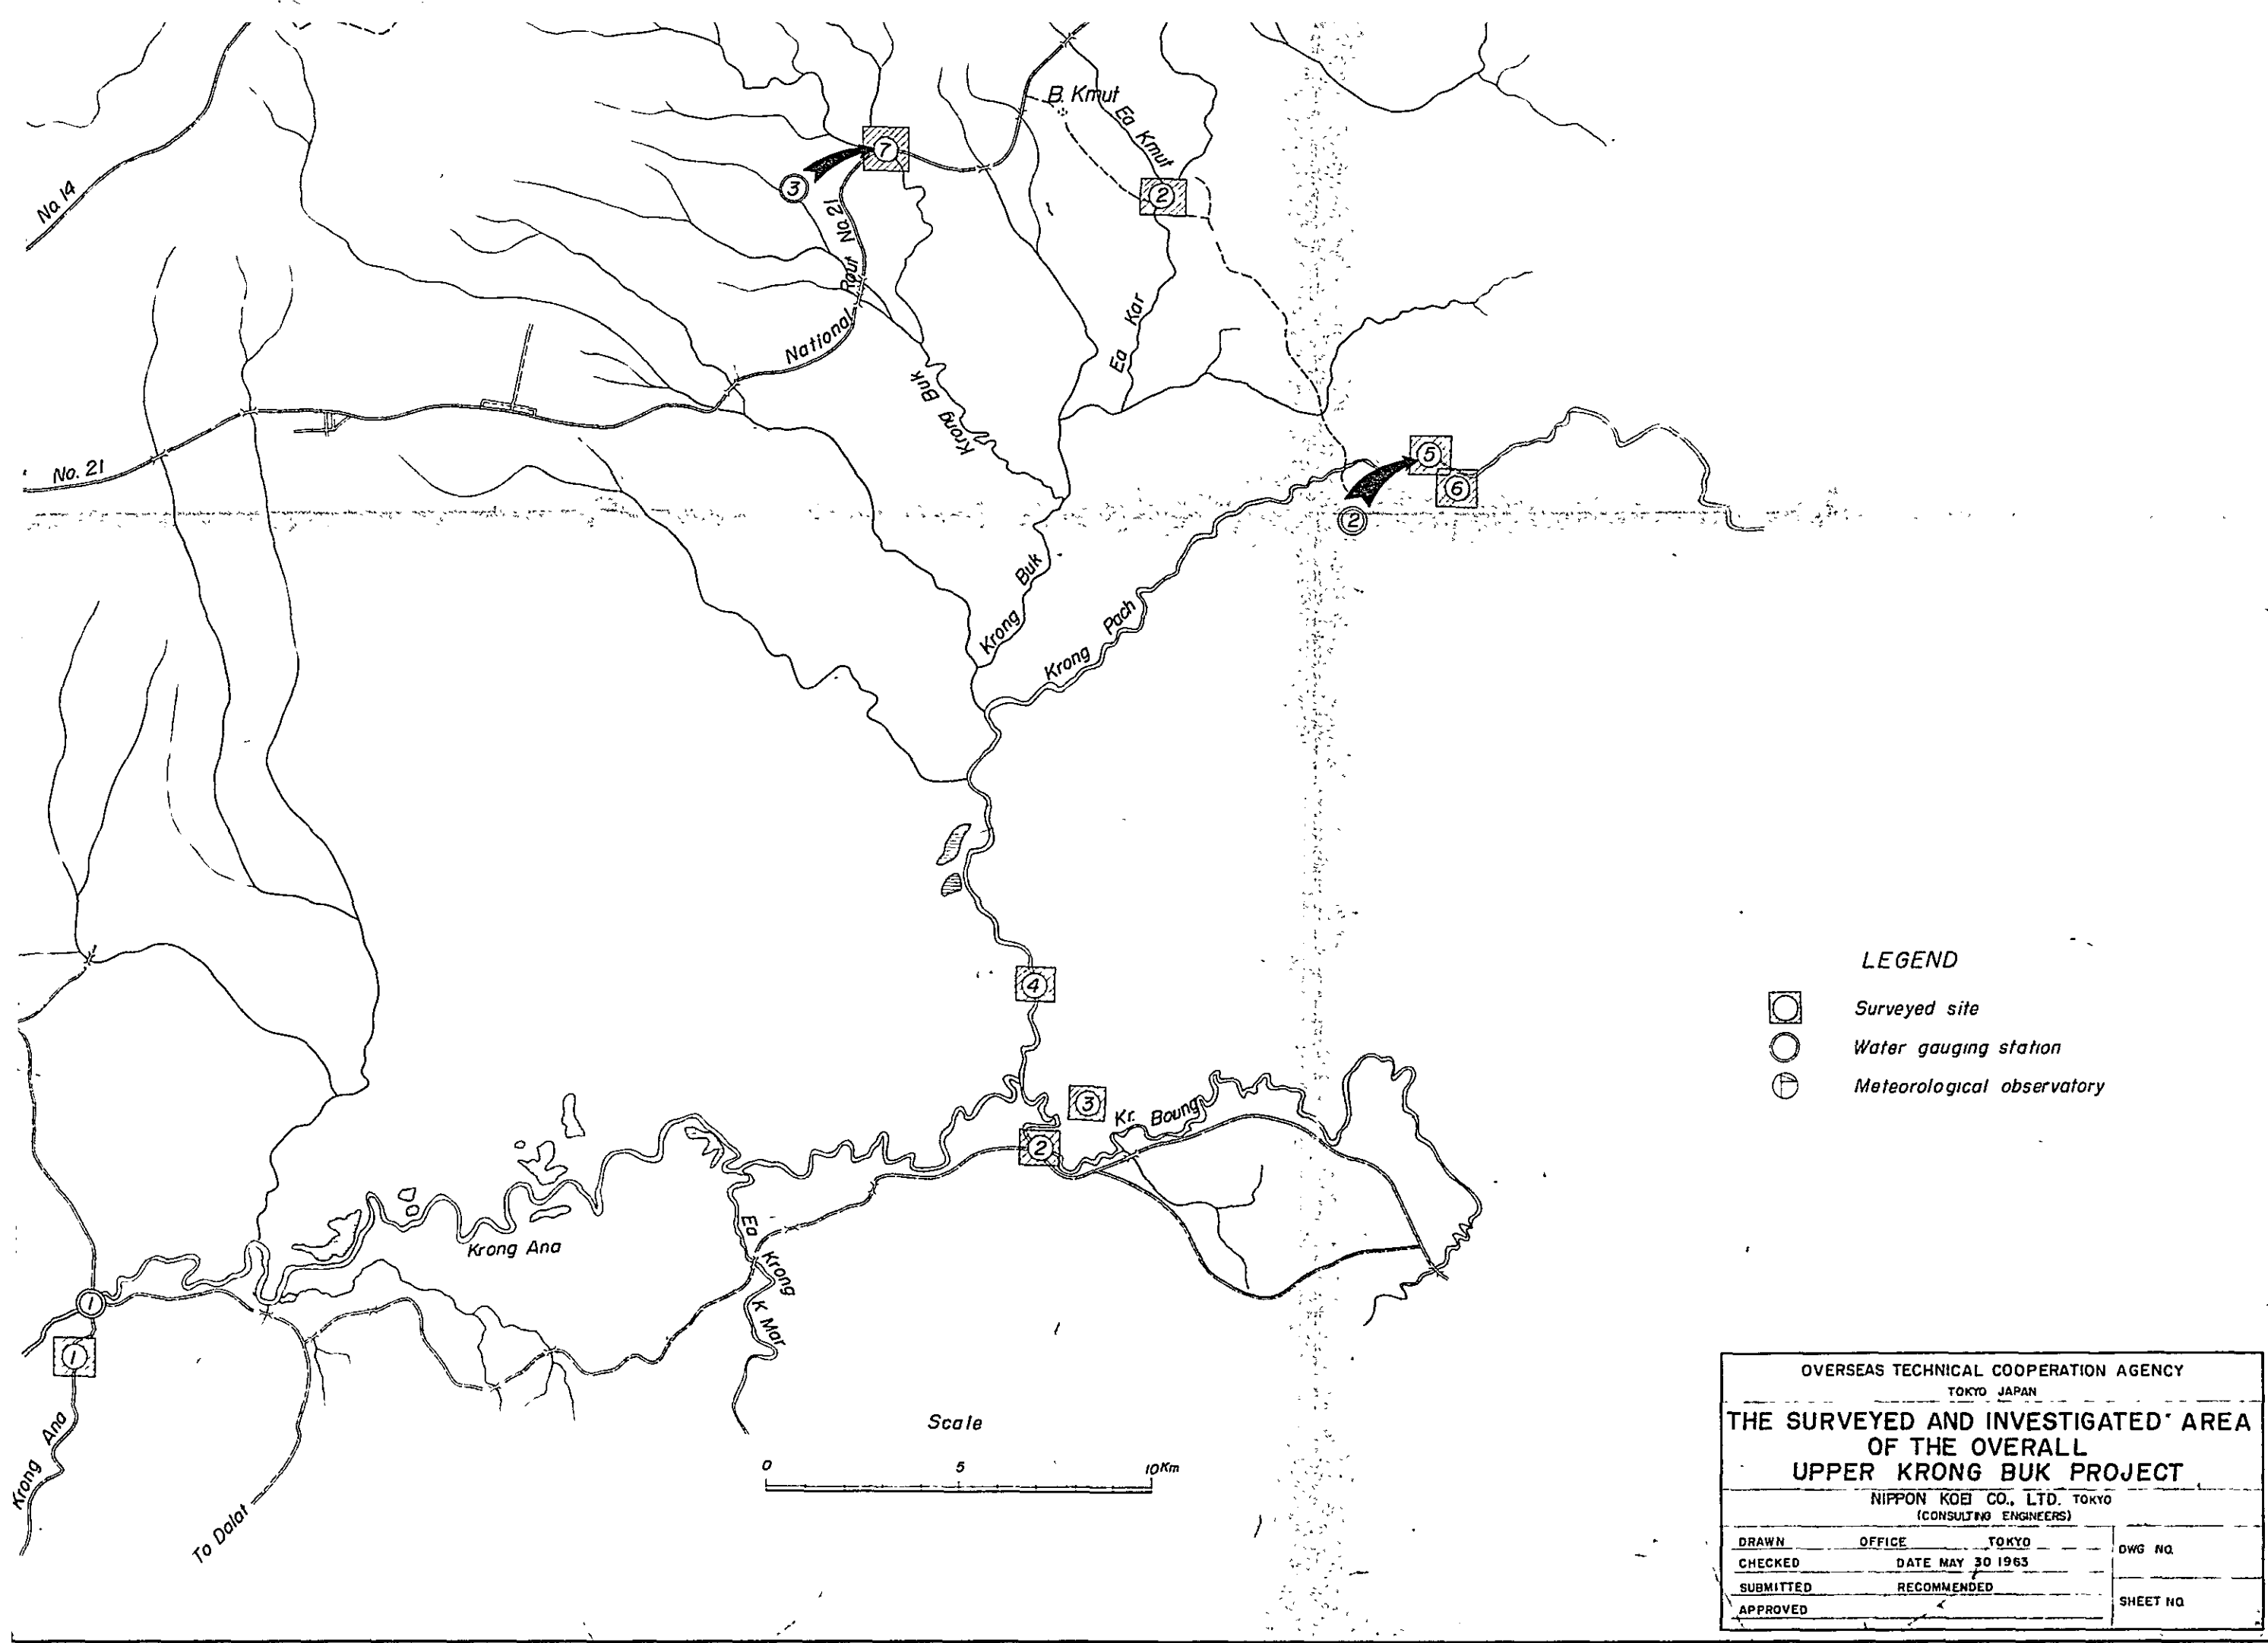 B. Kmut
Ea Kmut
No. 14
7
3
2
National Rout No. 21
Ea Kar
Krong Buk
No. 21
5
6
2
Krong Buk
Krong Pach
4
LEGEND
Surveyed site
Water gauging station
Meteorological observatory
3
Kr. Boung
2
Krong Ana
Ea Krong K Mar
1
1
Krong Ana
To Dalat
Scale
0 5 10Km
OVERSEAS TECHNICAL COOPERATION AGENCY
TOKYO JAPAN
THE SURVEYED AND INVESTIGATED AREA
OF THE OVERALL
UPPER KRONG BUK PROJECT
NIPPON KOEI CO., LTD. TOKYO
(CONSULTING ENGINEERS)
DRAWN OFFICE TOKYO
DWG NO.
CHECKED DATE MAY 30 1963
SUBMITTED RECOMMENDED
SHEET NO.
APPROVED